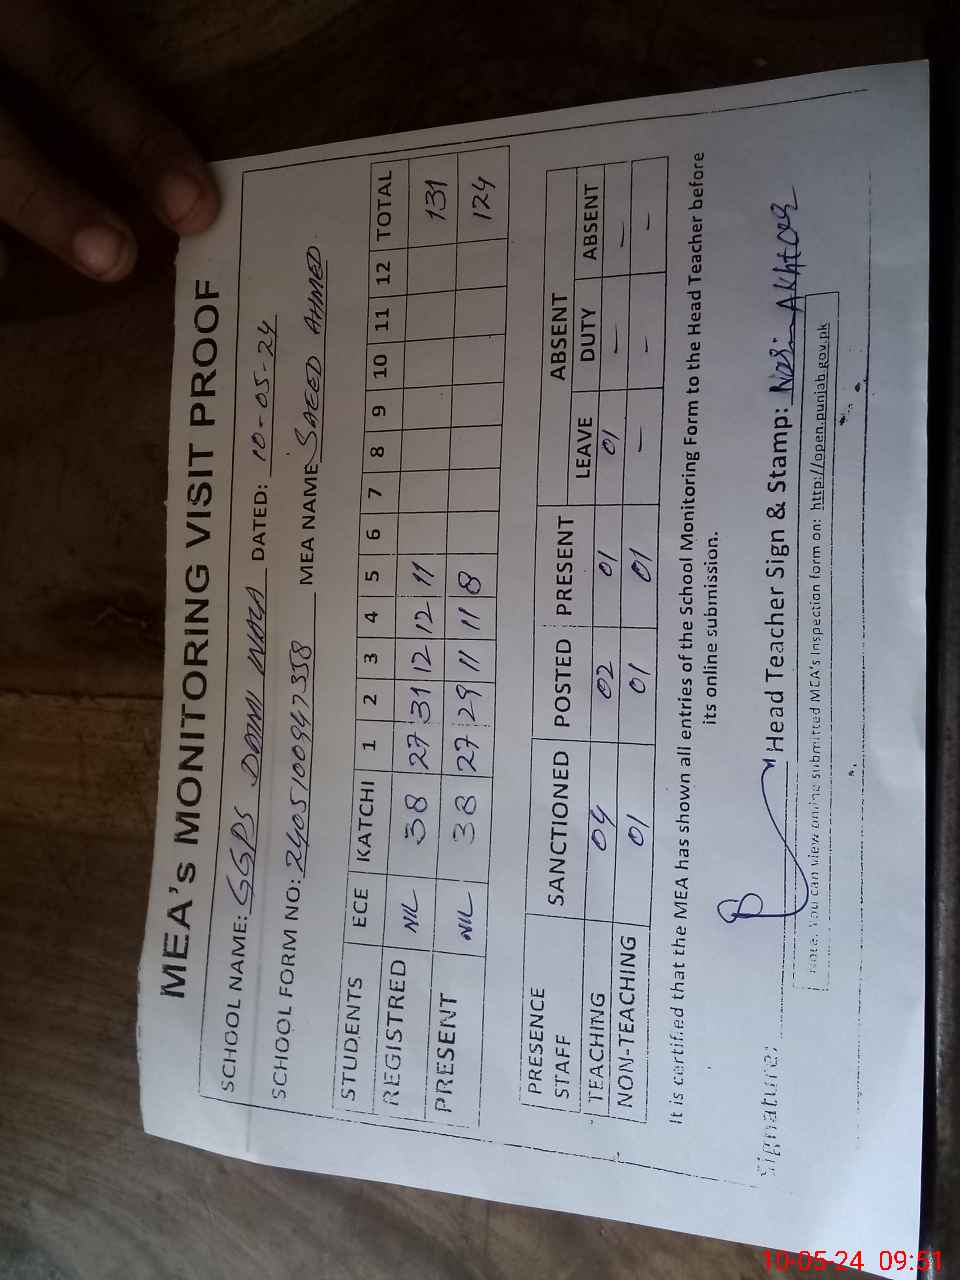 MEA's MONITORING VISIT PROOF
SCHOOL NAME: GGPS DOMI WALA DATED: 10-05-24
SCHOOL FORM NO: 2405100947358 MEA NAME SAEED AHMED
STUDENTS ECE KATCHI 1 2 3 4 5 6 7 8 9 10 11 12 TOTAL
REGISTRED NIL 38 27 31 12 12 11 131
PRESENT NIL 38 27 29 11 11 8 124
PRESENCE SANCTIONED POSTED PRESENT ABSENT
STAFF LEAVE DUTY ABSENT
TEACHING 04 02 01 01 — —
NON-TEACHING 01 01 01 — — —
It is certified that the MEA has shown all entries of the School Monitoring Form to the Head Teacher before
its online submission.
Signature: Head Teacher Sign & Stamp: Akhtar
Note: You can view online submitted MEA's Inspection form on: http://open.punjab.gov.pk
10-05-24 09:51